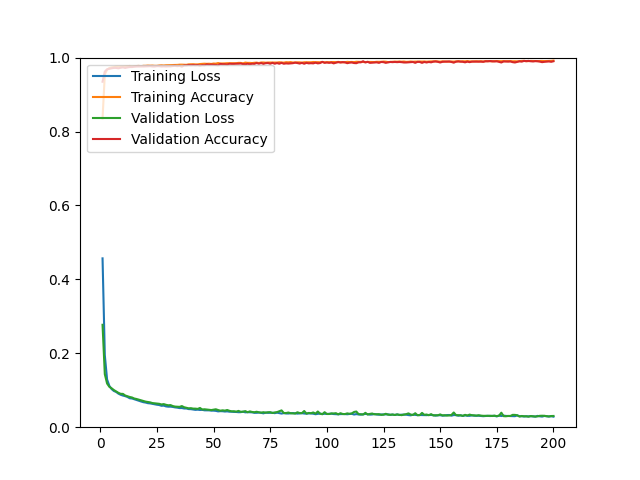 1.0
Training Loss
Training Accuracy
Validation Loss
Validation Accuracy
0.8
0.6
0.4
0.2
0.0
0 25 50 75 100 125 150 175 200